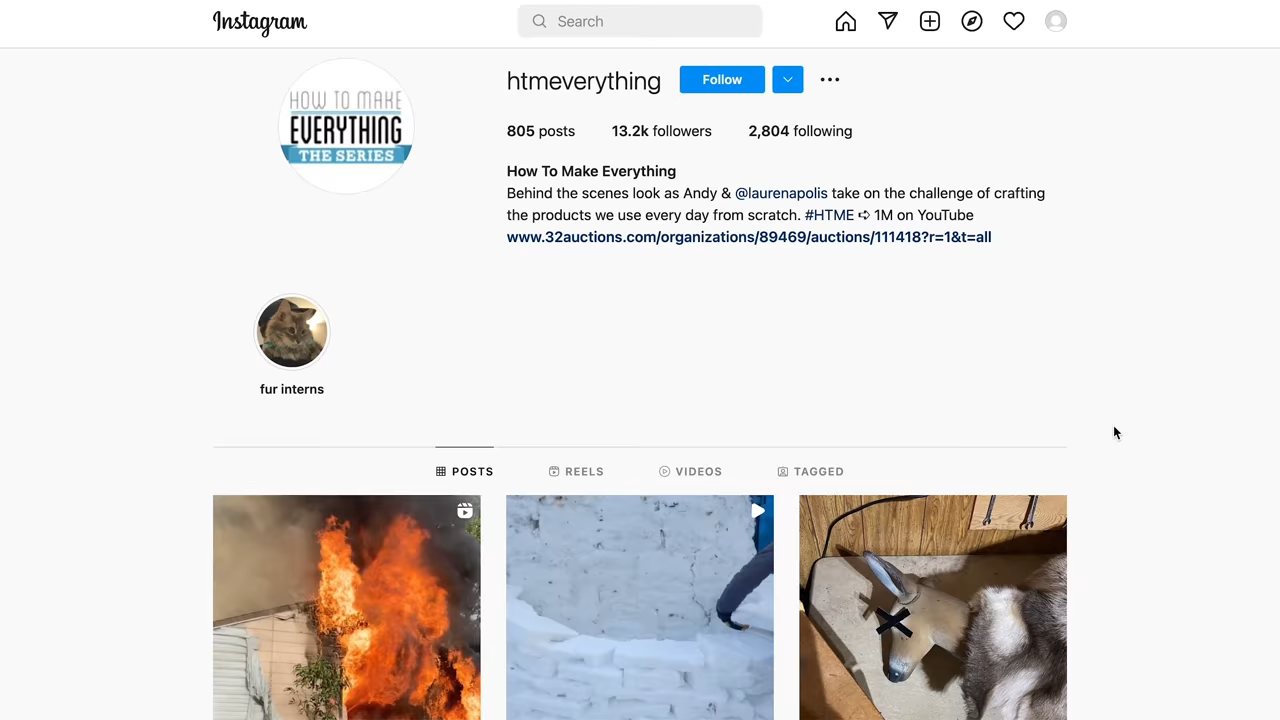 Instagram
Search
HOW TO MAKE
EVERYTHING
THE SERIES
htmeverything
Follow
805 posts 13.2k followers 2,804 following
How To Make Everything
Behind the scenes look as Andy & @laurenapolis take on the challenge of crafting
the products we use every day from scratch. #HTME ➪ 1M on YouTube
www.32auctions.com/organizations/89469/auctions/111418?r=1&t=all
fur interns
POSTS REELS VIDEOS TAGGED